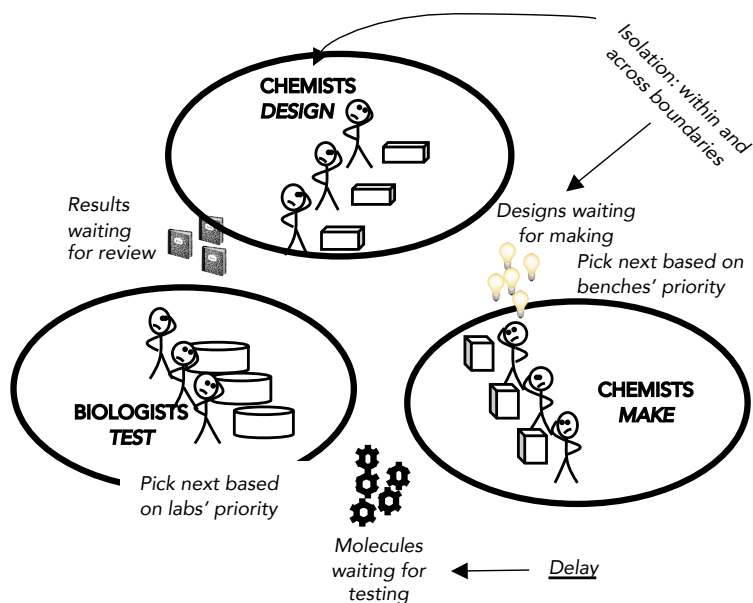 Isolation: within and
across boundaries
CHEMISTS
DESIGN
Results
waiting
for review
Designs waiting
for making
Pick next based on
benches’ priority
BIOLOGISTS
TEST
CHEMISTS
MAKE
Pick next based
on labs’ priority
Molecules
waiting for
testing
Delay